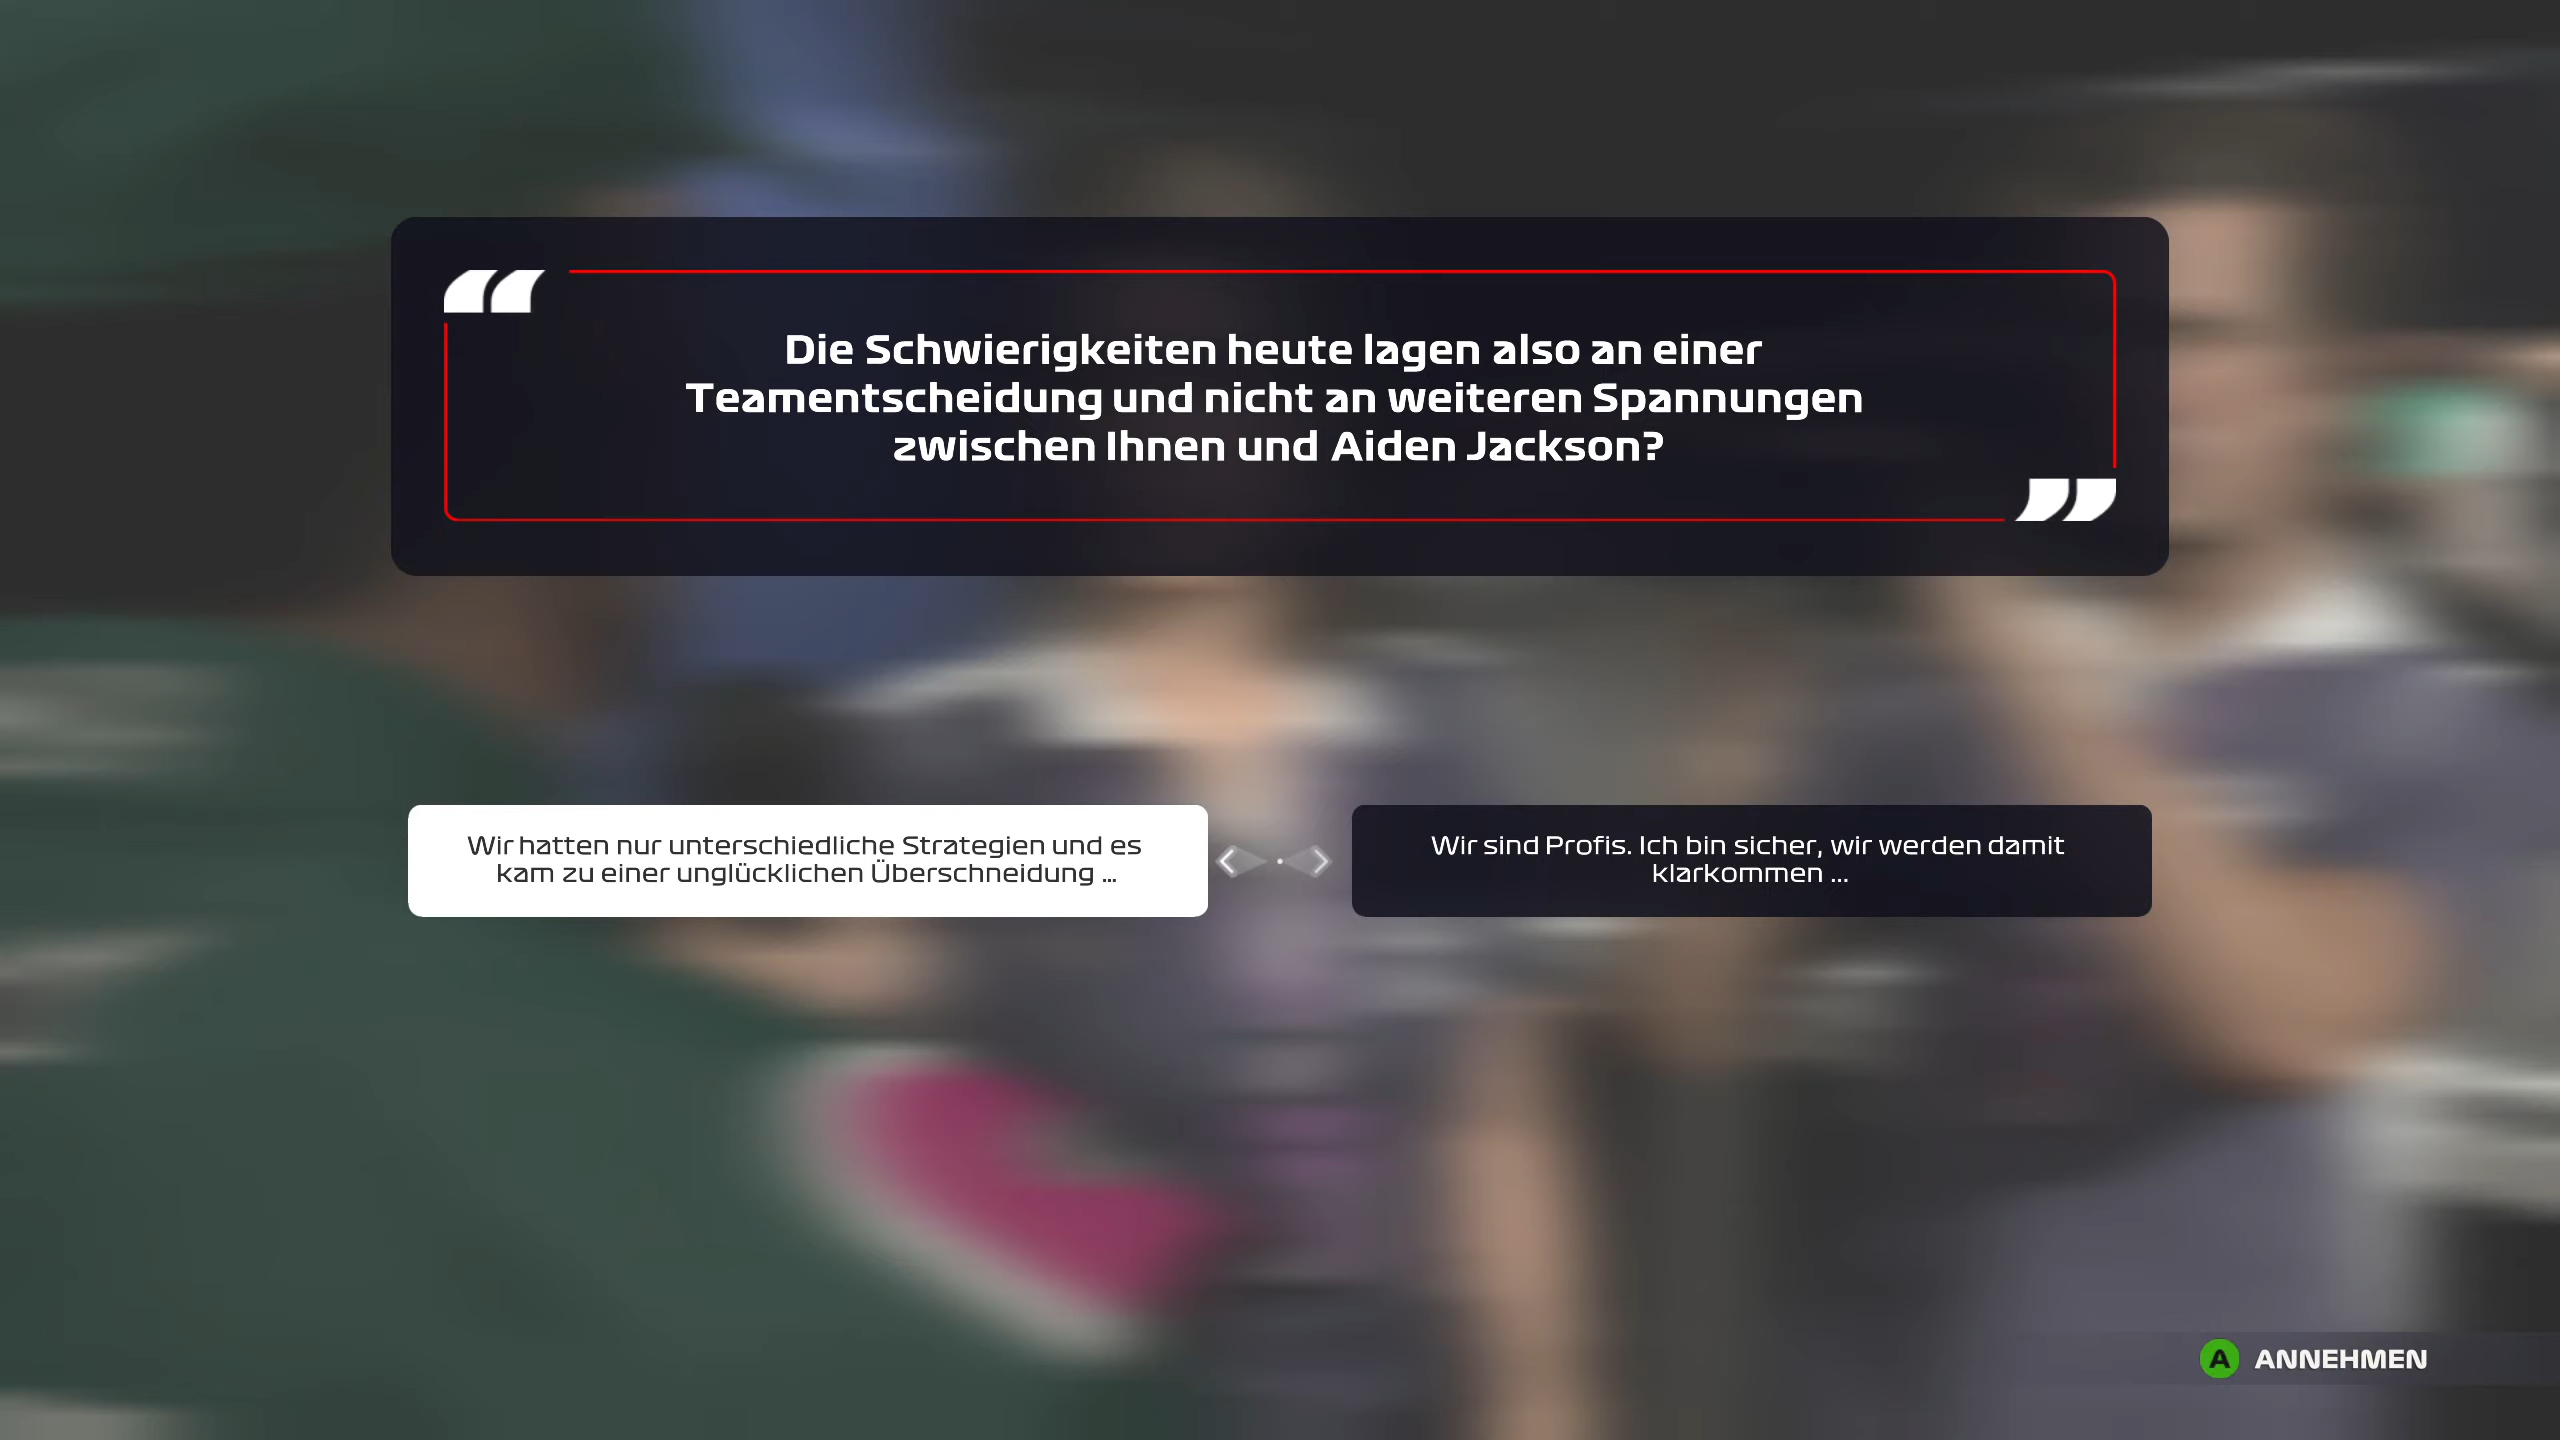 Die Schwierigkeiten heute lagen also an einer
Teamentscheidung und nicht an weiteren Spannungen
zwischen Ihnen und Aiden Jackson?
Wir hatten nur unterschiedliche Strategien und es
kam zu einer unglücklichen Überschneidung ...
Wir sind Profis. Ich bin sicher, wir werden damit
klarkommen ...
A ANNEHMEN